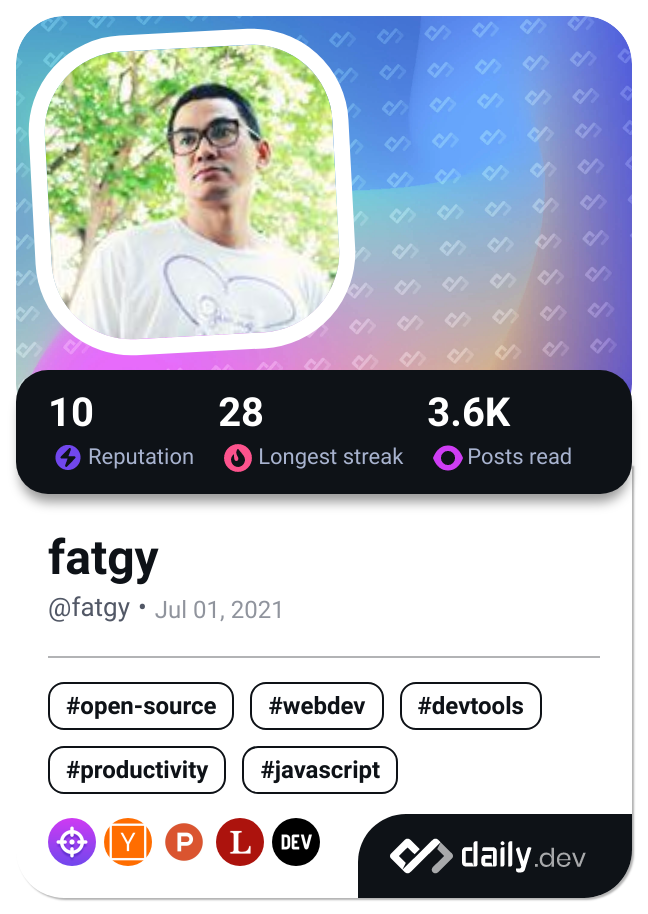 10 28 3.6K
Reputation Longest streak Posts read
fatgy
@fatgy • Jul 01, 2021
#open-source #webdev #devtools
#productivity #javascript
Y P L DEV
daily.dev